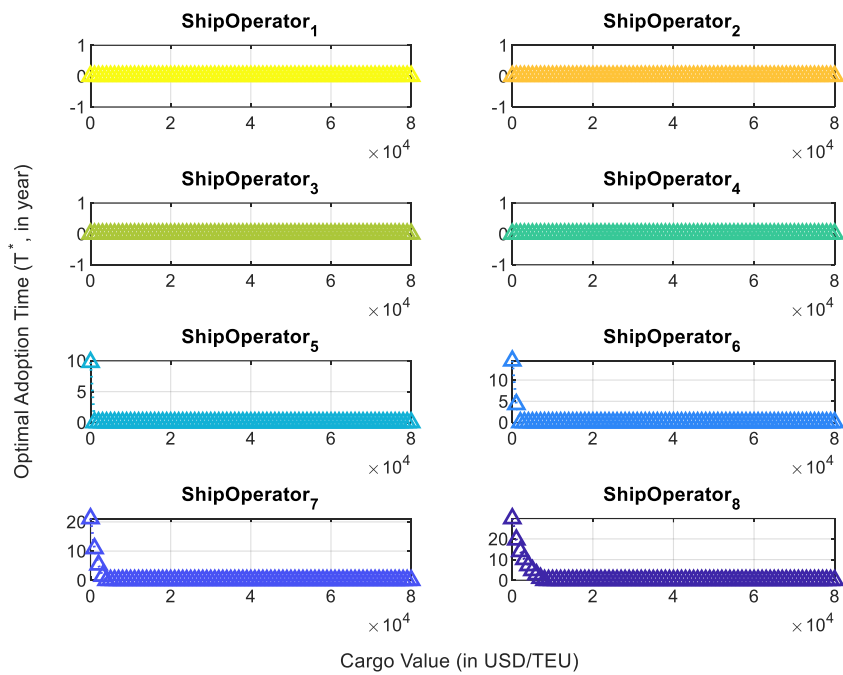 ShipOperator1
ShipOperator2
1
0
-1
0 2 4 6 8
×10^4
1
0
-1
0 2 4 6 8
×10^4
ShipOperator3
ShipOperator4
1
0
-1
0 2 4 6 8
×10^4
1
0
-1
0 2 4 6 8
×10^4
ShipOperator5
ShipOperator6
10
5
0
0 2 4 6 8
×10^4
10
5
0
0 2 4 6 8
×10^4
ShipOperator7
ShipOperator8
20
10
0
0 2 4 6 8
×10^4
20
10
0
0 2 4 6 8
×10^4
Optimal Adoption Time (T*, in year)
Cargo Value (in USD/TEU)